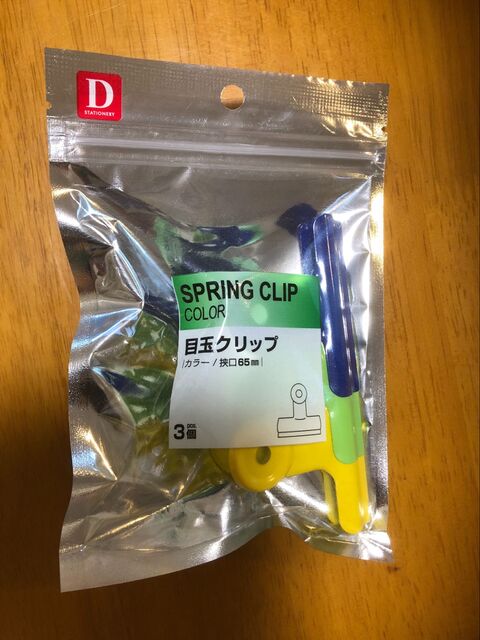 D
STATIONERY
SPRING CLIP
COLOR
目玉クリップ
カラー / 挟口65㎜
3 pcs. 個